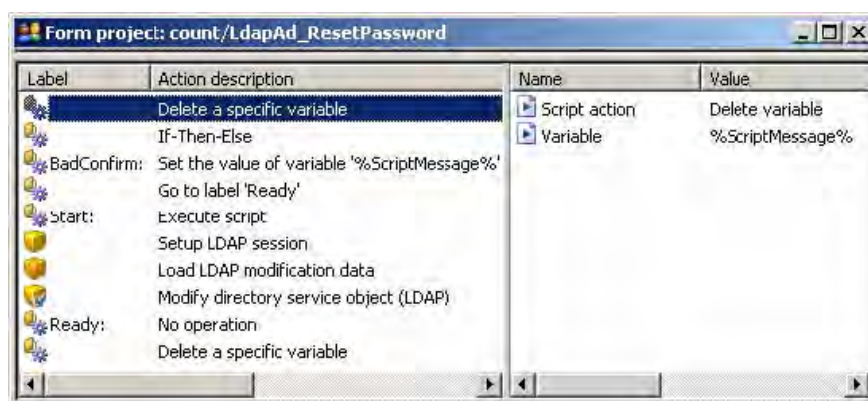 Form project: count/LdapAd_ResetPassword
Label Action description Name Value
Delete a specific variable Script action Delete variable
If-Then-Else Variable %ScriptMessage%
BadConfirm: Set the value of variable '%ScriptMessage%'
Go to label 'Ready'
Start: Execute script
Setup LDAP session
Load LDAP modification data
Modify directory service object (LDAP)
Ready: No operation
Delete a specific variable